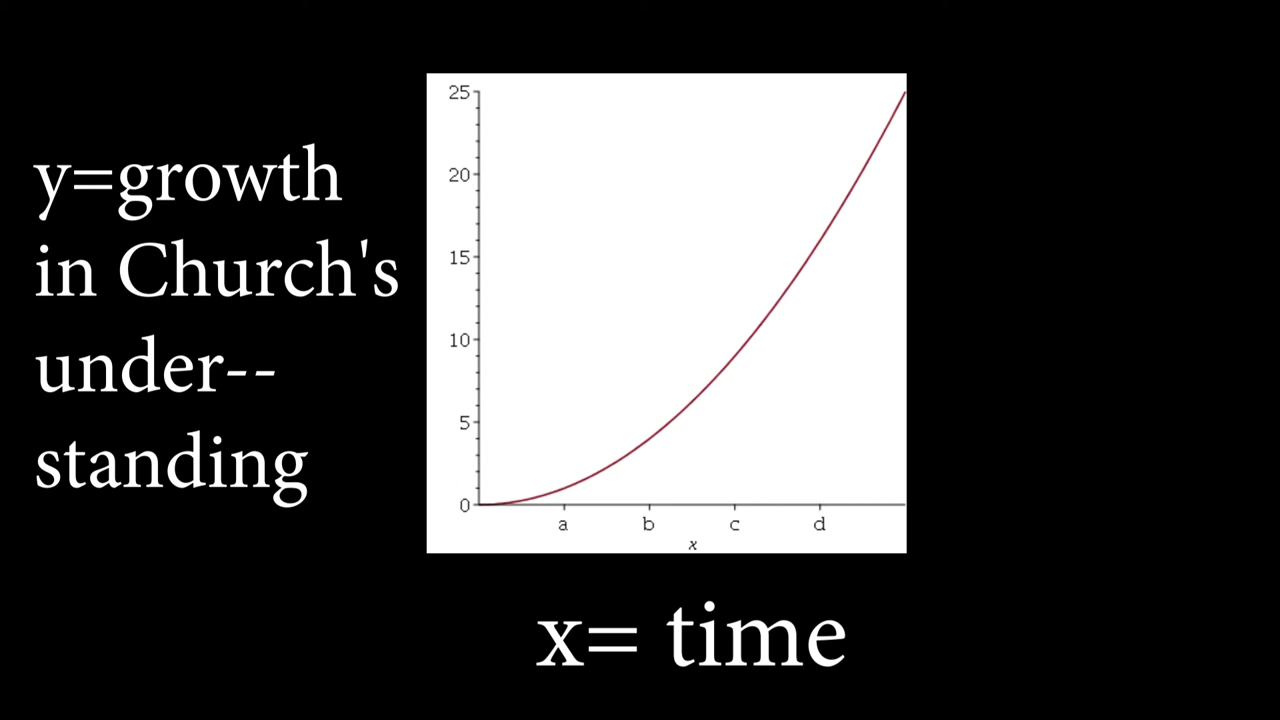 y=growth
in Church's
under--
standing
25
20
15
10
5
0
a b c d
x
x= time